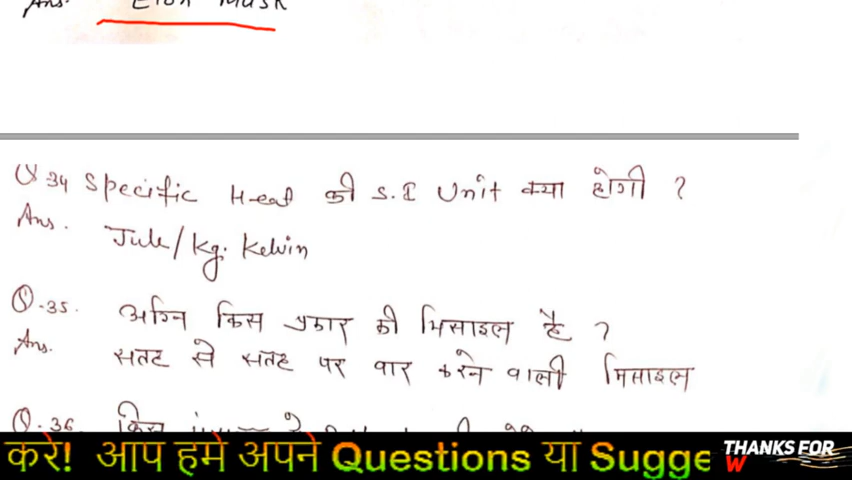 Ans. Elon Musk
Q 34 Specific Heat की S.I Unit क्या होगी ?
Ans. Jule/kg. Kelvin
Q.35. अग्नि किस प्रकार की मिसाइल है ?
Ans. सतह से सतह पर वार करने वाली मिसाइल
Q.36 किस
करे! आप हमे अपने Questions या Sugge
THANKS FOR
W